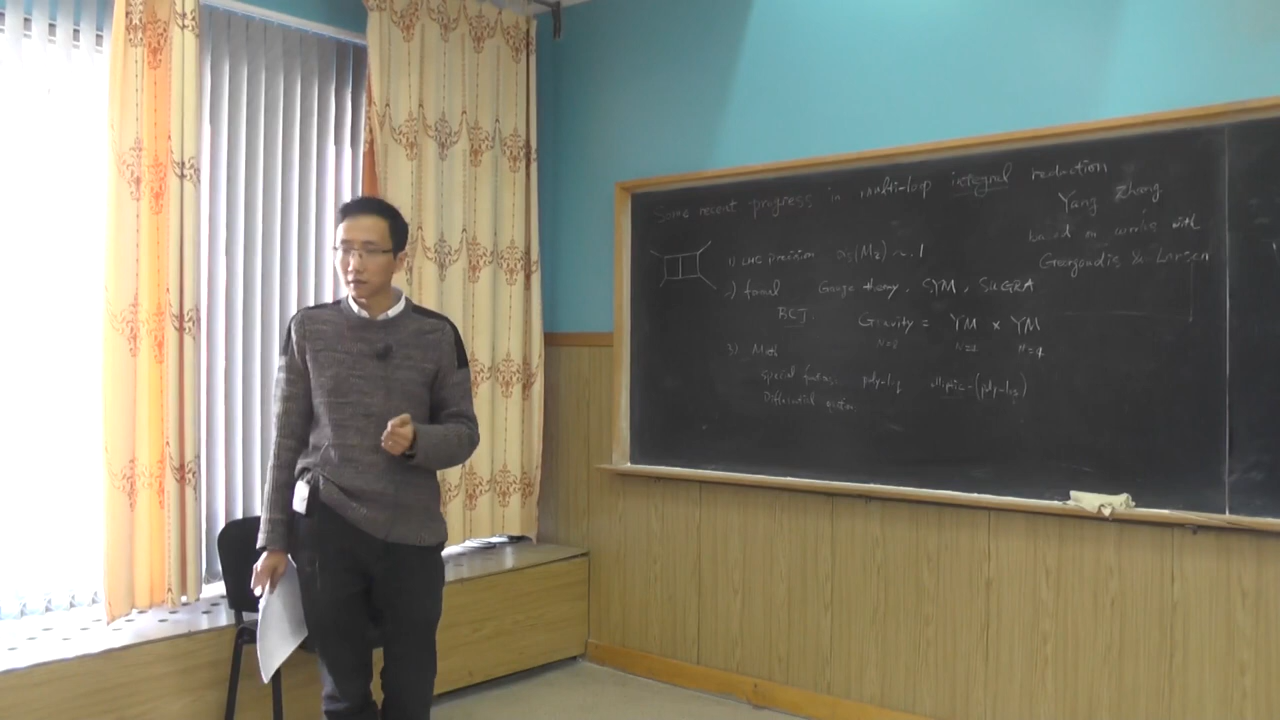 Some recent progress in multi-loop integral reduction
Yang Zhang
based on works with
Georgoudis & Larsen
1) LHC precision αs(Mz) ~ .1
2) formal Gauge theory, SYM, SUGRA
BCJ. Gravity = YM × YM
N=8 N=4 N=4
3) Math
special functions poly-log elliptic-(poly-log)
Differential